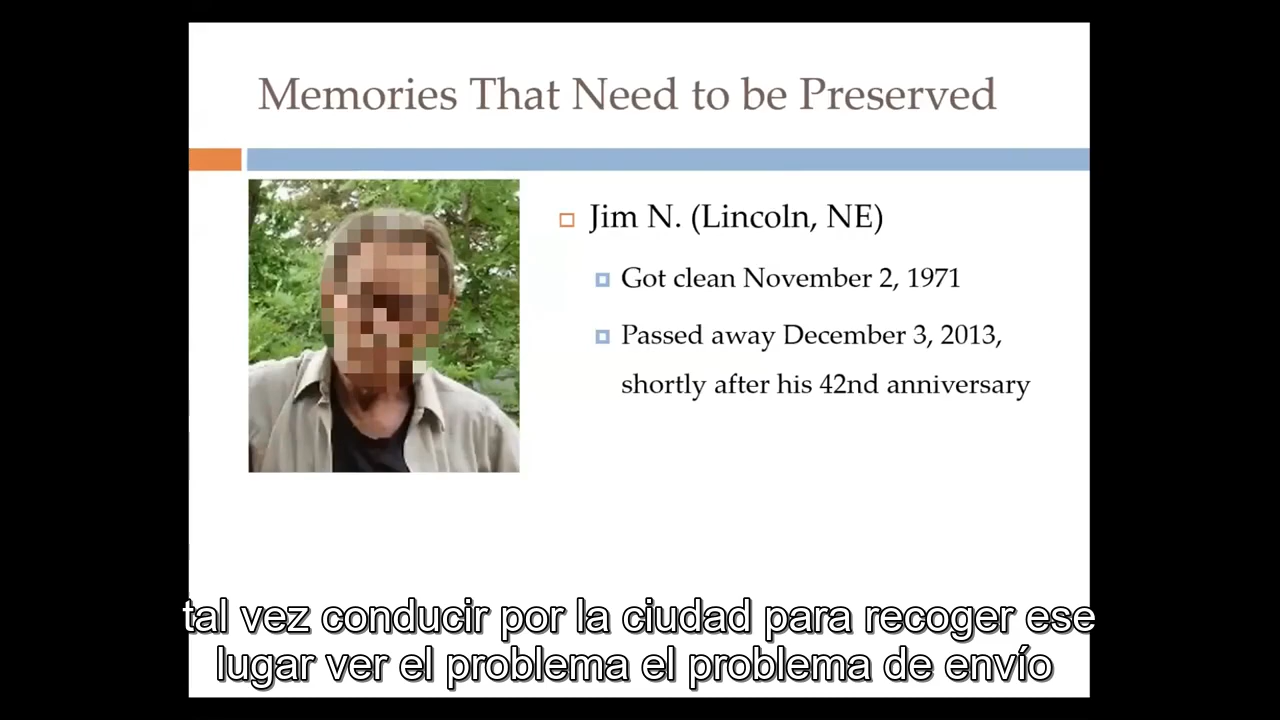 Memories That Need to be Preserved
Jim N. (Lincoln, NE)
Got clean November 2, 1971
Passed away December 3, 2013,
shortly after his 42nd anniversary
tal vez conducir por la ciudad para recoger ese
lugar ver el problema el problema de envío